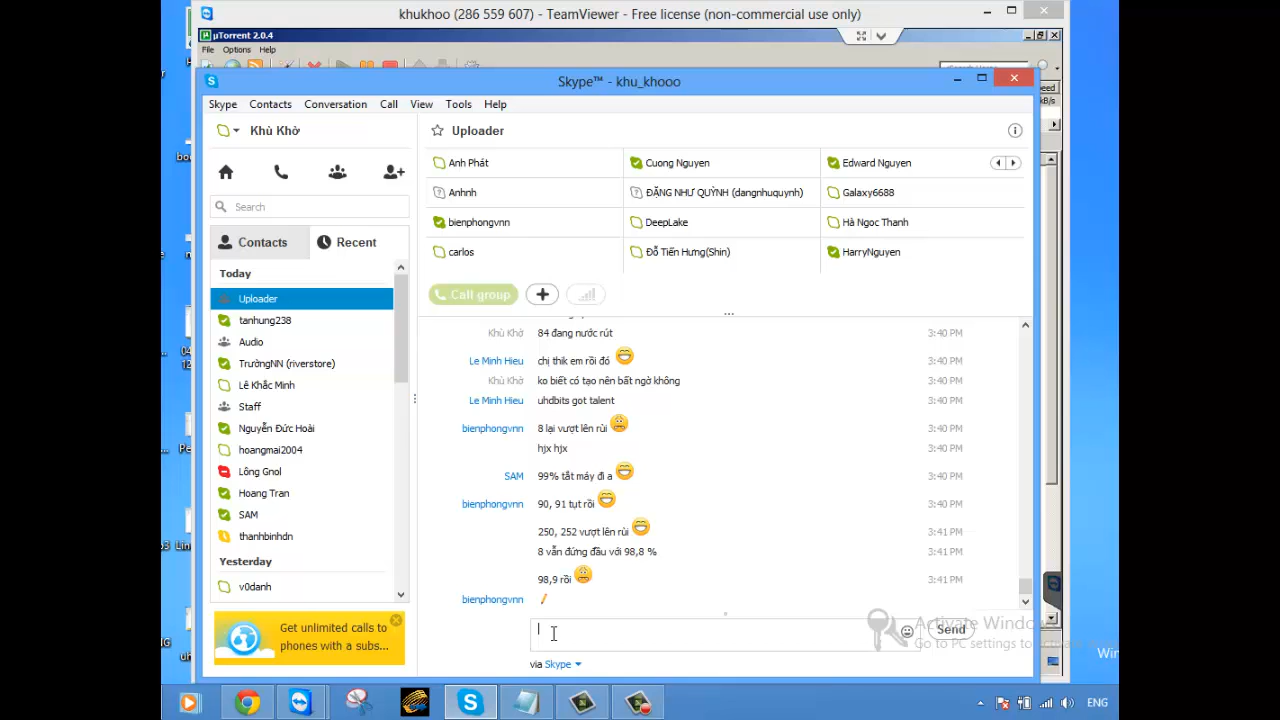 khukhoo (286 559 607) - TeamViewer - Free license (non-commercial use only)
µTorrent 2.0.4
File Options Help
Skype™ - khu_khooo
Skype Contacts Conversation Call View Tools Help
Khù Khờ
Uploader
Anh Phát
Cuong Nguyen
Edward Nguyen
Anhnh
ĐẶNG NHƯ QUỲNH (dangnhuquynh)
Galaxy6688
bienphongvnn
DeepLake
Hà Ngoc Thanh
carlos
Đỗ Tiến Hưng(Shin)
HarryNguyen
Search
Contacts
Recent
Today
Uploader
tanhung238
Audio
TrườngNN (riverstore)
Lê Khắc Minh
Staff
Nguyễn Đức Hoài
hoangmai2004
Lông Gnol
Hoang Tran
SAM
thanhbinhdn
Yesterday
v0danh
Get unlimited calls to
phones with a subs...
Call group
Khù Khờ 84 đang nước rút 3:40 PM
Le Minh Hieu chị thik em rồi đó 3:40 PM
Khù Khờ ko biết có tạo nên bất ngờ không 3:40 PM
Le Minh Hieu uhdbits got talent 3:40 PM
bienphongvnn 8 lại vượt lên rùi 3:40 PM
hjx hjx 3:40 PM
SAM 99% tắt máy đi a 3:40 PM
bienphongvnn 90, 91 tụt rồi 3:40 PM
250, 252 vượt lên rùi 3:41 PM
8 vẫn đứng đầu với 98,8 % 3:41 PM
98,9 rồi 3:41 PM
bienphongvnn
Send
via Skype
Activate Windows
Go to PC settings to activate
Win
ENG